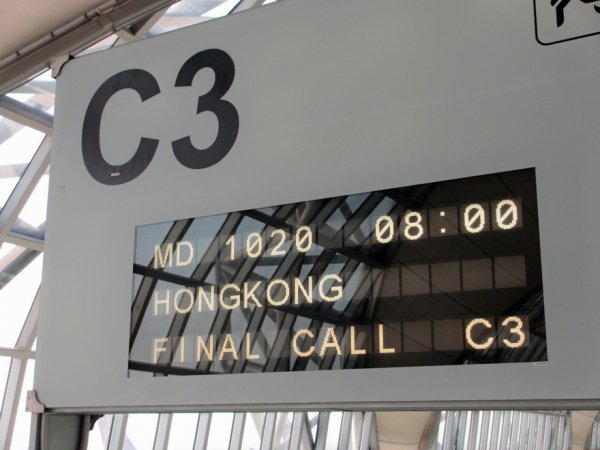 C3
MD 1020 08:00
HONGKONG
FINAL CALL C3